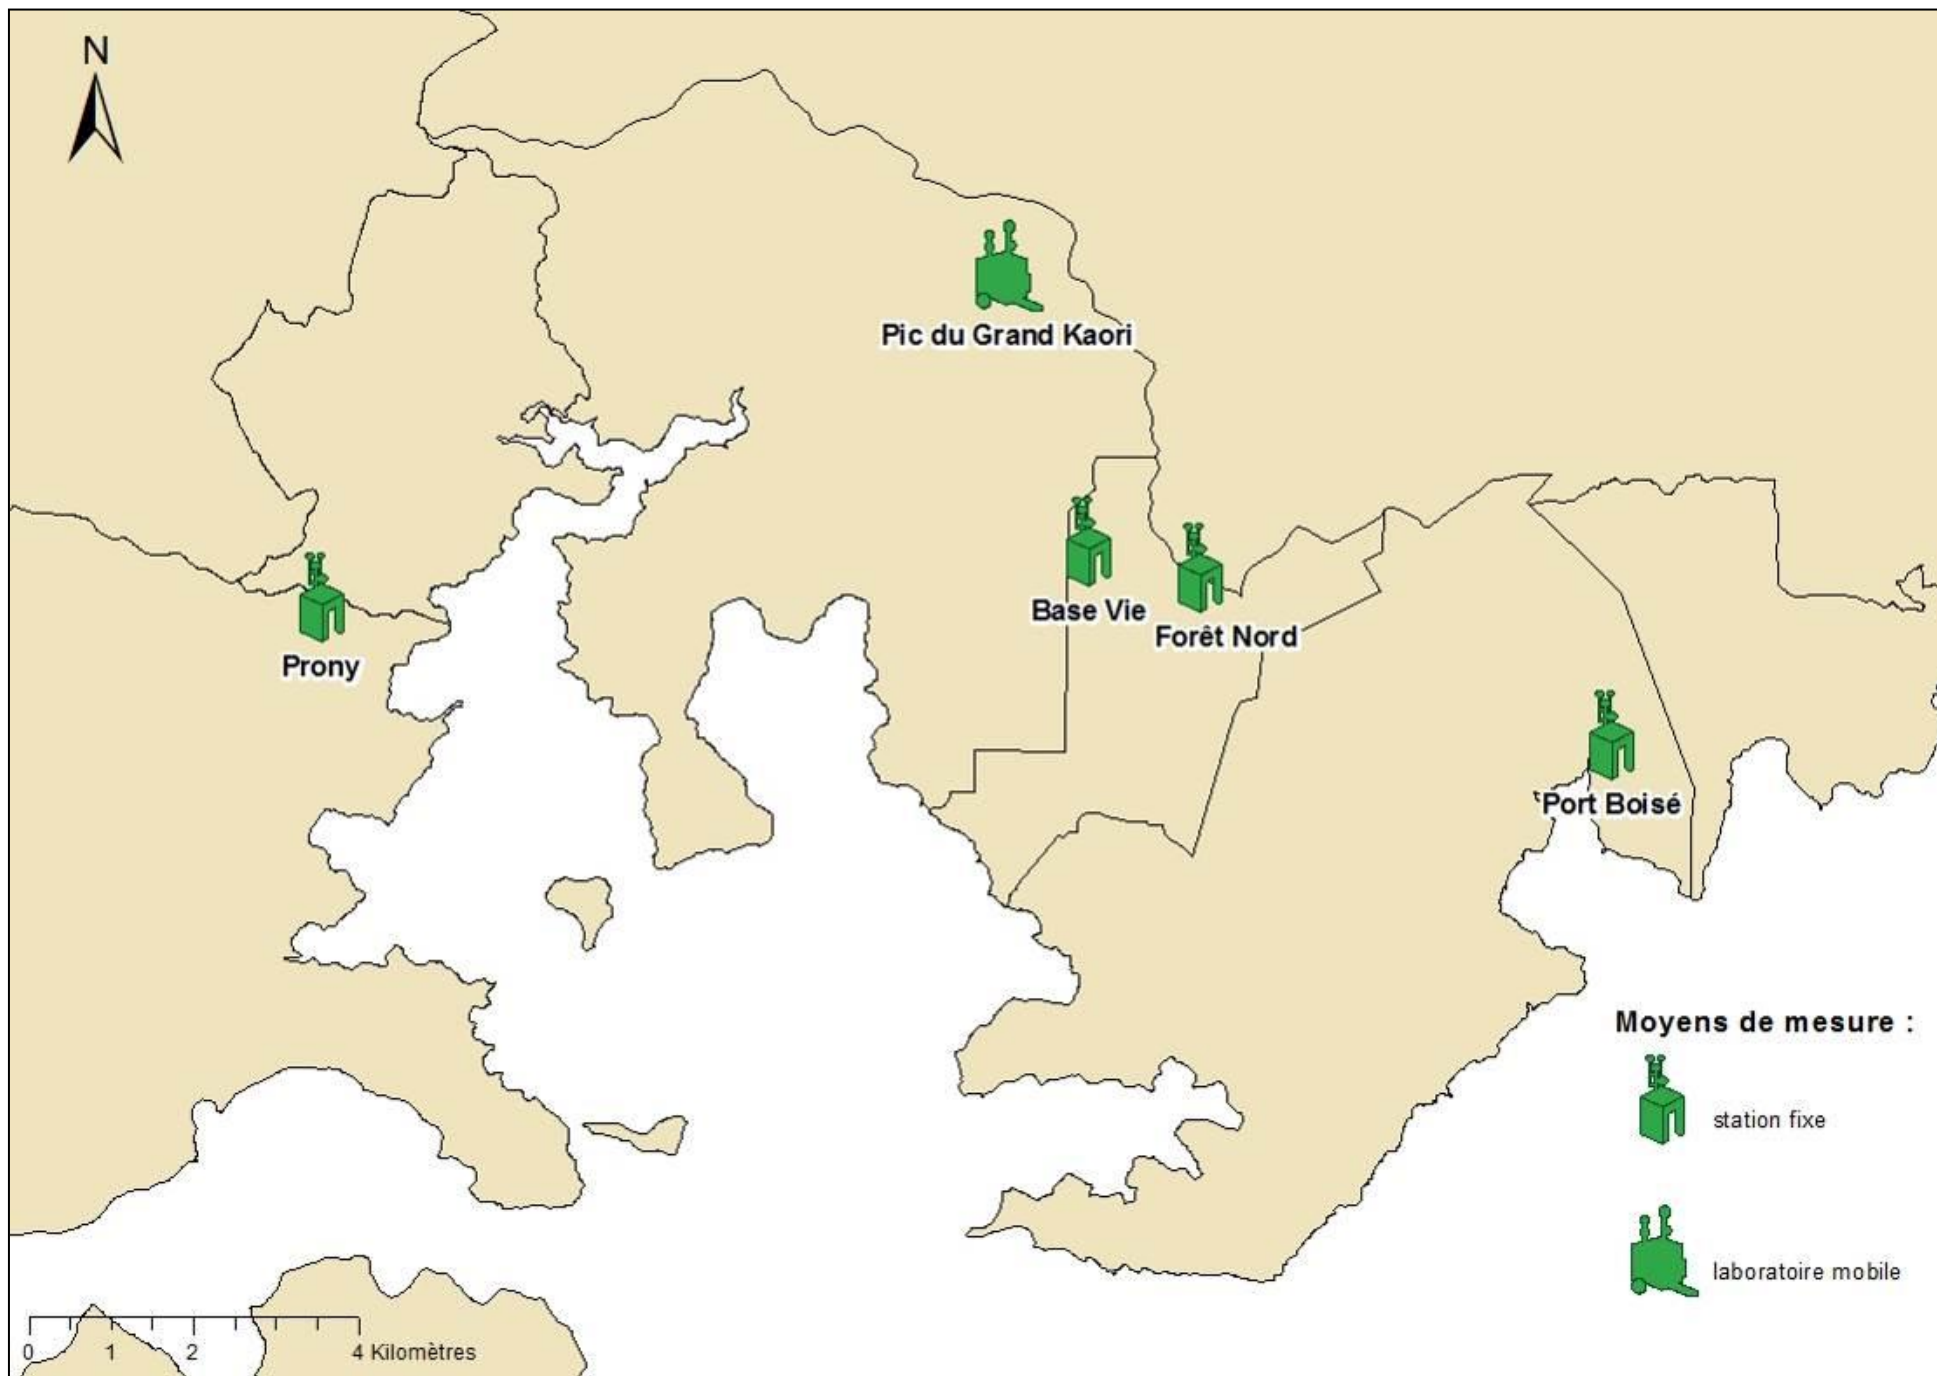 N
Pic du Grand Kaori
Base Vie
Forêt Nord
Prony
Port Boisé
Moyens de mesure :
station fixe
laboratoire mobile
0 1 2 4 Kilomètres